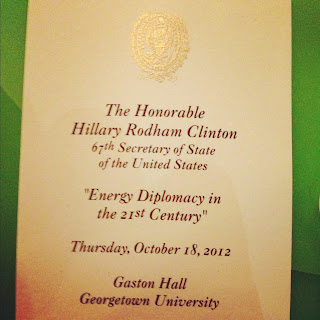 The Honorable
Hillary Rodham Clinton
67th Secretary of State
of the United States
"Energy Diplomacy in
the 21st Century"
Thursday, October 18, 2012
Gaston Hall
Georgetown University